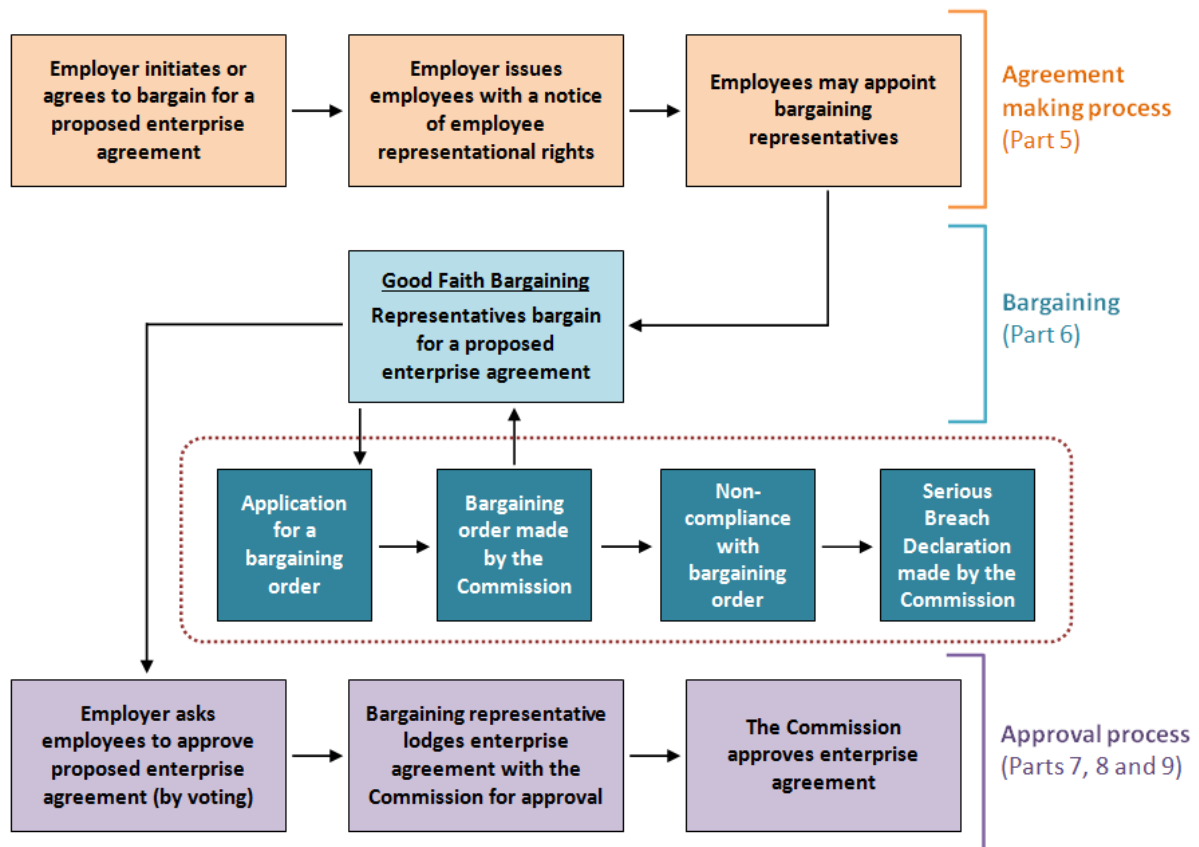 Employer initiates or
agrees to bargain for a
proposed enterprise
agreement
Employer issues
employees with a notice
of employee
representational rights
Employees may appoint
bargaining
representatives
Agreement
making process
(Part 5)
Good Faith Bargaining
Representatives bargain
for a proposed
enterprise agreement
Bargaining
(Part 6)
Application
for a
bargaining
order
Bargaining
order made
by the
Commission
Non-
compliance
with
bargaining
order
Serious
Breach
Declaration
made by the
Commission
Employer asks
employees to approve
proposed enterprise
agreement (by voting)
Bargaining representative
lodges enterprise
agreement with the
Commission for approval
The Commission
approves enterprise
agreement
Approval process
(Parts 7, 8 and 9)